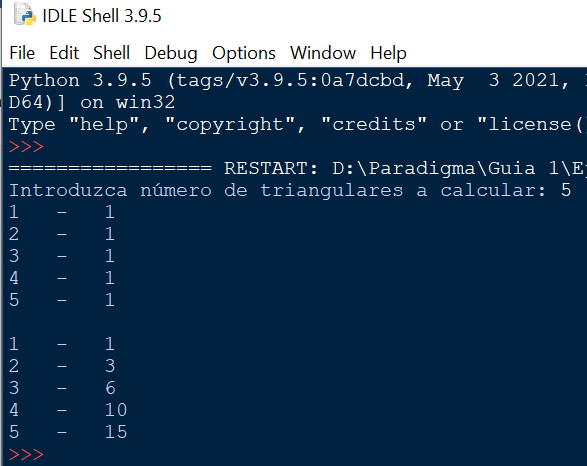 IDLE Shell 3.9.5
File Edit Shell Debug Options Window Help
Python 3.9.5 (tags/v3.9.5:0a7dcbd, May  3 2021,
D64)] on win32
Type "help", "copyright", "credits" or "license(
>>>
================= RESTART: D:\Paradigma\Guia 1\Ej
Introduzca número de triangulares a calcular: 5
1   -   1
2   -   1
3   -   1
4   -   1
5   -   1
1   -   1
2   -   3
3   -   6
4   -   10
5   -   15
>>>